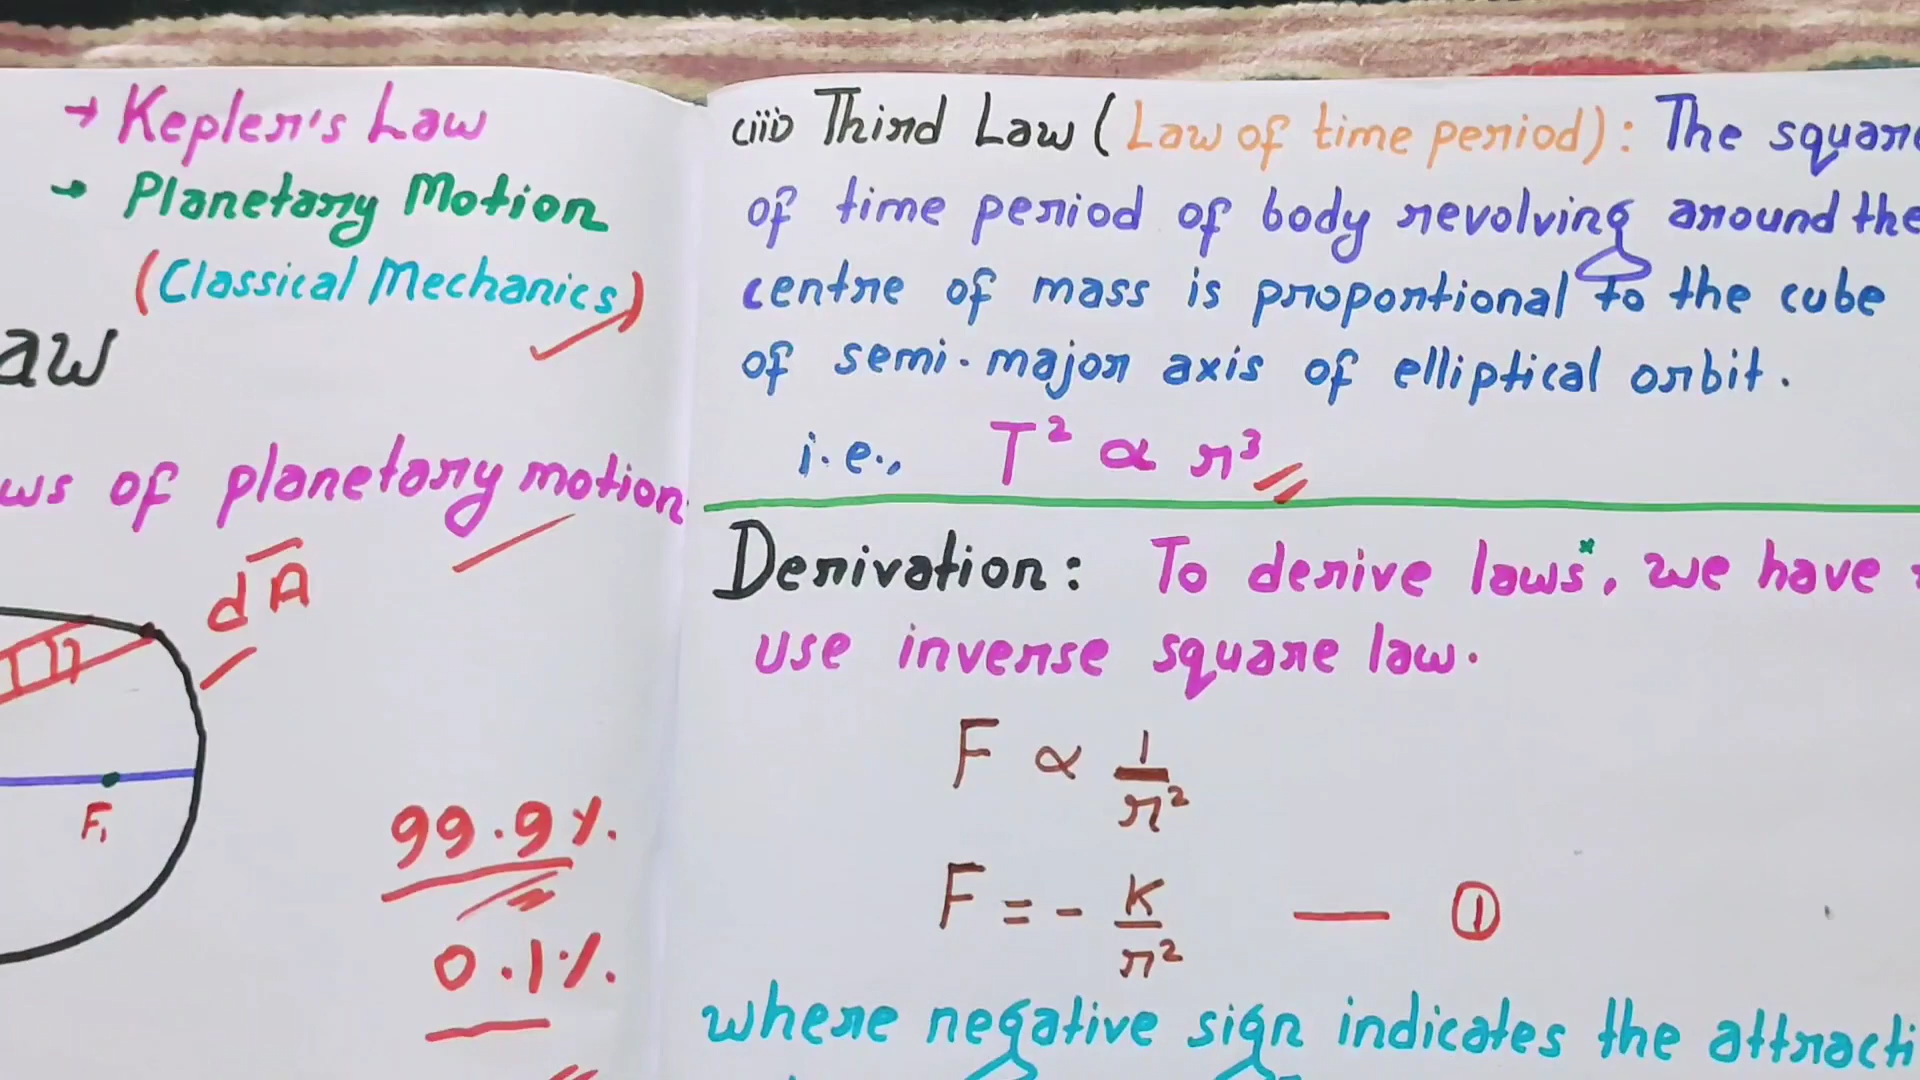 → Kepler's Law
→ Planetary Motion
(Classical Mechanics)
aw
ws of planetary motion
dA
F₁
99.9%
0.1%
(iii) Third Law (Law of time period): The square
of time period of body revolving around the
centre of mass is proportional to the cube
of semi-major axis of elliptical orbit.
i.e., T² ∝ r³
Derivation: To derive laws*, we have
use inverse square law.
F ∝ 1/r²
F = - K/r² — ①
where negative sign indicates the attracti